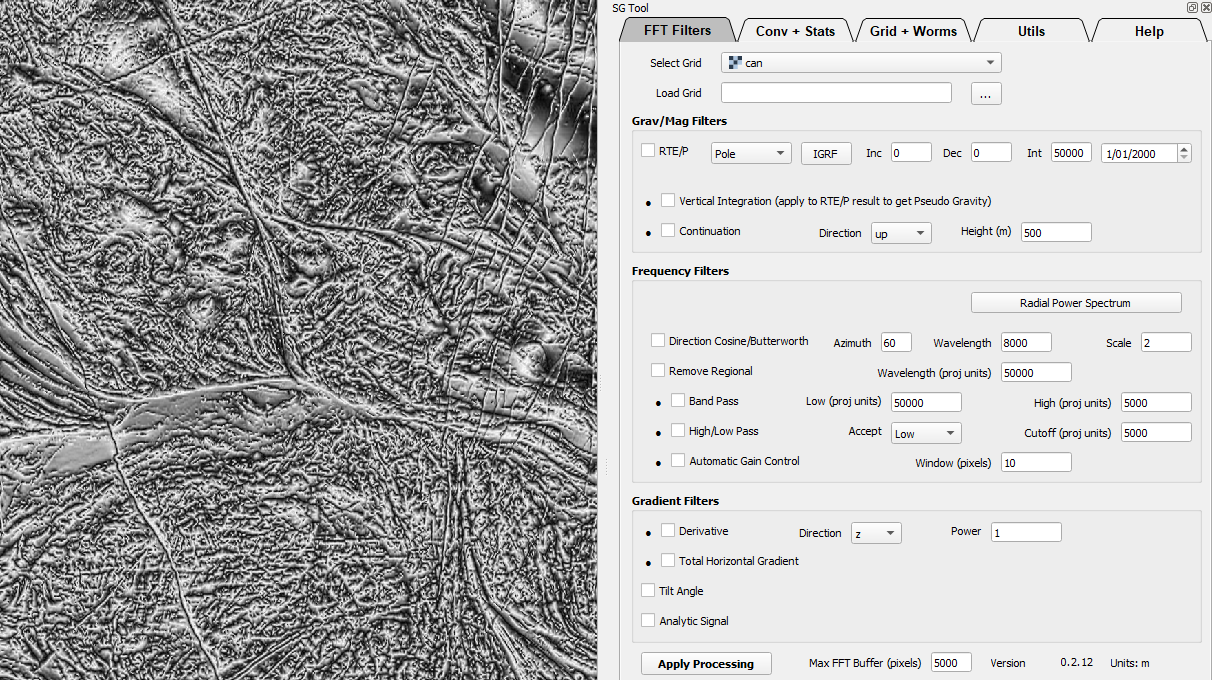 SG Tool
FFT Filters Conv + Stats Grid + Worms Utils Help
Select Grid can
Load Grid ...
Grav/Mag Filters
RTE/P Pole IGRF Inc 0 Dec 0 Int 50000 1/01/2000
• Vertical Integration (apply to RTE/P result to get Pseudo Gravity)
• Continuation Direction up Height (m) 500
Frequency Filters
Radial Power Spectrum
Direction Cosine/Butterworth Azimuth 60 Wavelength 8000 Scale 2
Remove Regional Wavelength (proj units) 50000
• Band Pass Low (proj units) 50000 High (proj units) 5000
• High/Low Pass Accept Low Cutoff (proj units) 5000
• Automatic Gain Control Window (pixels) 10
Gradient Filters
• Derivative Direction z Power 1
• Total Horizontal Gradient
Tilt Angle
Analytic Signal
Apply Processing Max FFT Buffer (pixels) 5000 Version 0.2.12 Units: m